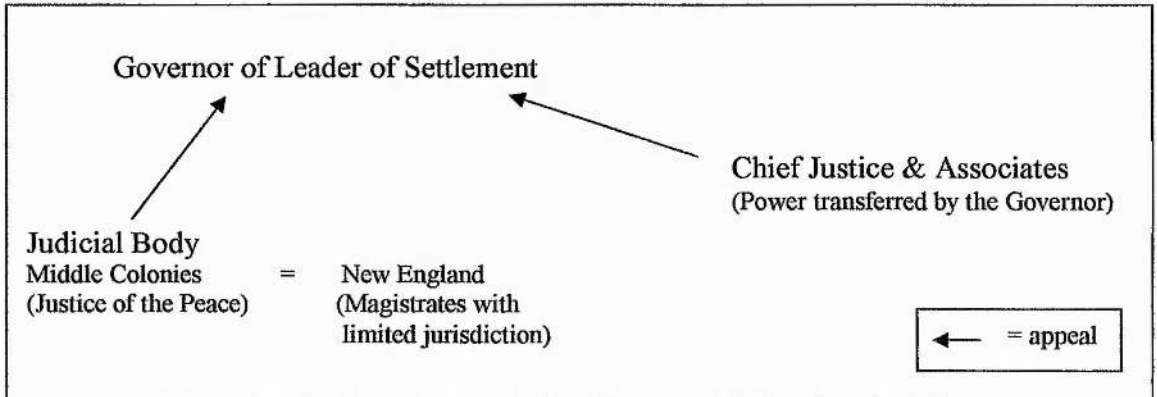 Governor of Leader of Settlement
Chief Justice & Associates
(Power transferred by the Governor)
Judicial Body
Middle Colonies = New England
(Justice of the Peace) (Magistrates with
limited jurisdiction)
= appeal